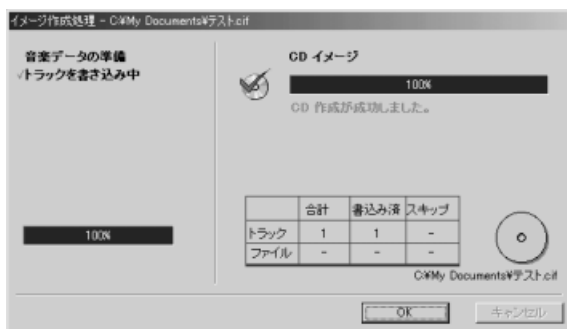 イメージ作成処理 - C:¥My Documents¥テスト.cif
音楽データの準備
√トラックを書き込み中
100%
CD イメージ
100%
CD 作成が成功しました。
合計 書込み済 スキップ
トラック 1 1 -
ファイル - - -
C:¥My Documents¥テスト.cif
OK キャンセル